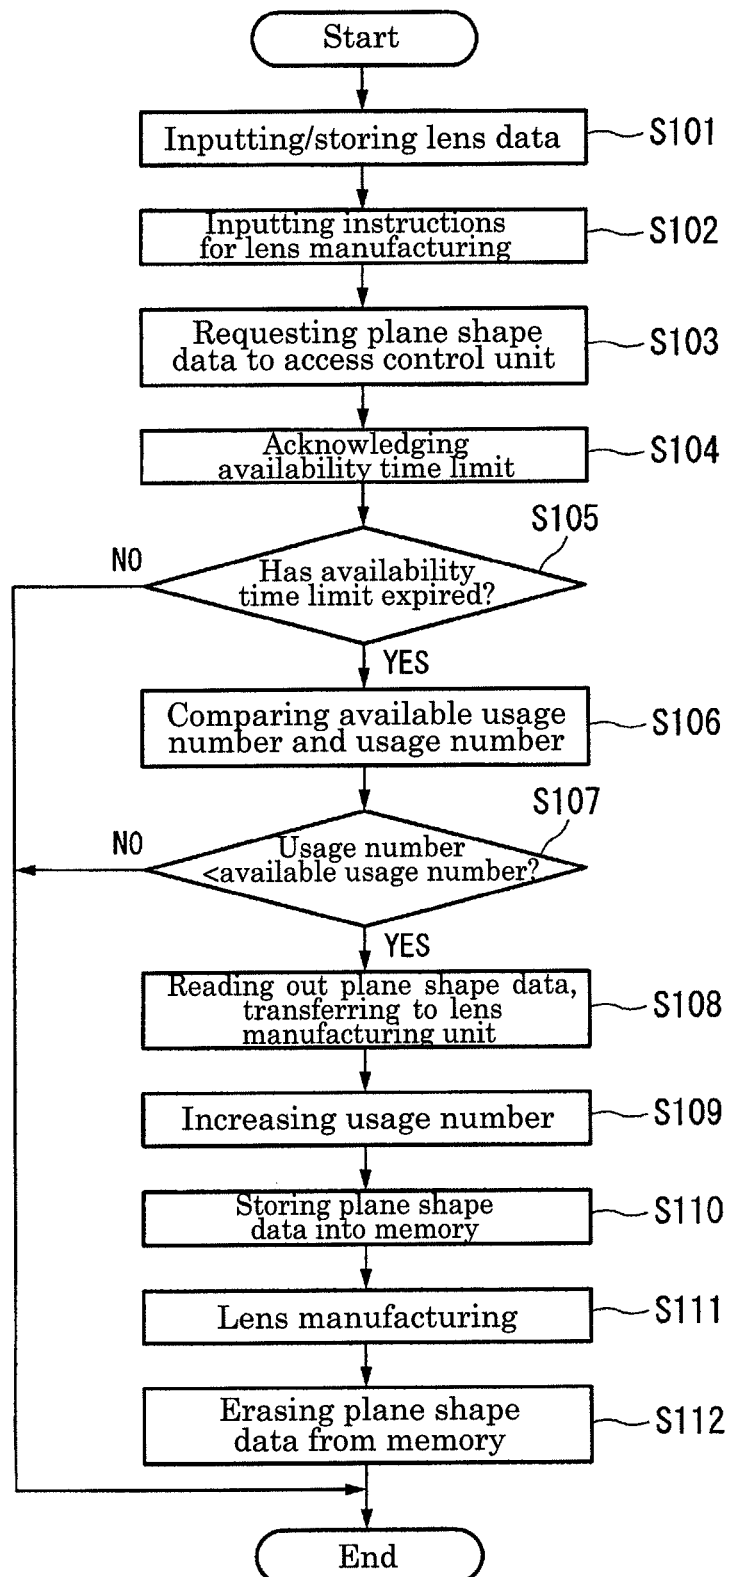 Start
Inputting/storing lens data
S101
Inputting instructions
for lens manufacturing
S102
Requesting plane shape
data to access control unit
S103
Acknowledging
availability time limit
S104
S105
NO
Has availability
time limit expired?
YES
Comparing available usage
number and usage number
S106
S107
NO
Usage number
<available usage number?
YES
Reading out plane shape data,
transferring to lens
manufacturing unit
S108
Increasing usage number
S109
Storing plane shape
data into memory
S110
Lens manufacturing
S111
Erasing plane shape
data from memory
S112
End